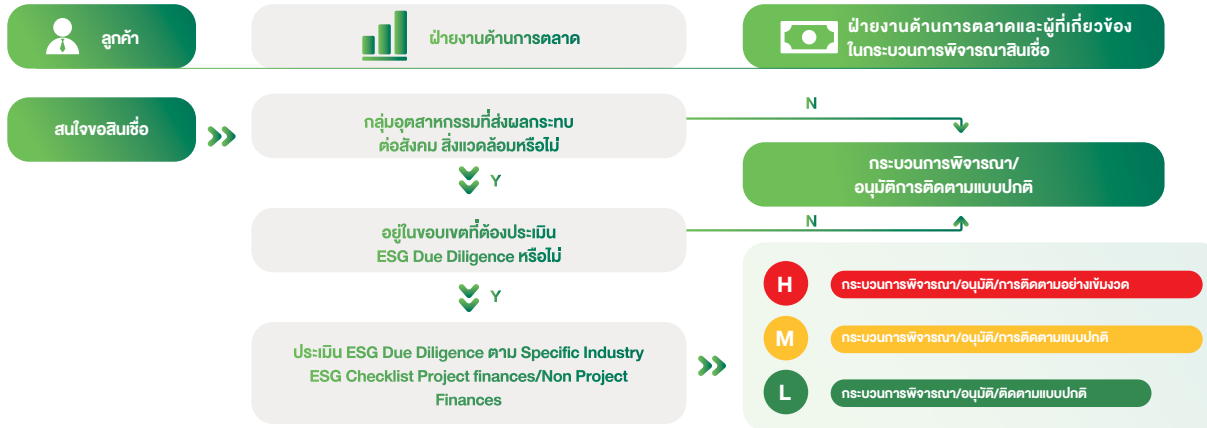 ลูกค้า
ฝ่ายงานด้านการตลาด
ฝ่ายงานด้านการตลาดและผู้ที่เกี่ยวข้อง
ในกระบวนการพิจารณาสินเชื่อ
สนใจขอสินเชื่อ
กลุ่มอุตสาหกรรมที่ส่งผลกระทบ
ต่อสังคม สิ่งแวดล้อมหรือไม่
N
กระบวนการพิจารณา/
อนุมัติการติดตามแบบปกติ
Y
อยู่ในขอบเขตที่ต้องประเมิน
ESG Due Diligence หรือไม่
N
Y
ประเมิน ESG Due Diligence ตาม Specific Industry
ESG Checklist Project finances/Non Project
Finances
H
กระบวนการพิจารณา/อนุมัติ/การติดตามอย่างเข้มงวด
M
กระบวนการพิจารณา/อนุมัติ/การติดตามแบบปกติ
L
กระบวนการพิจารณา/อนุมัติ/ติดตามแบบปกติ